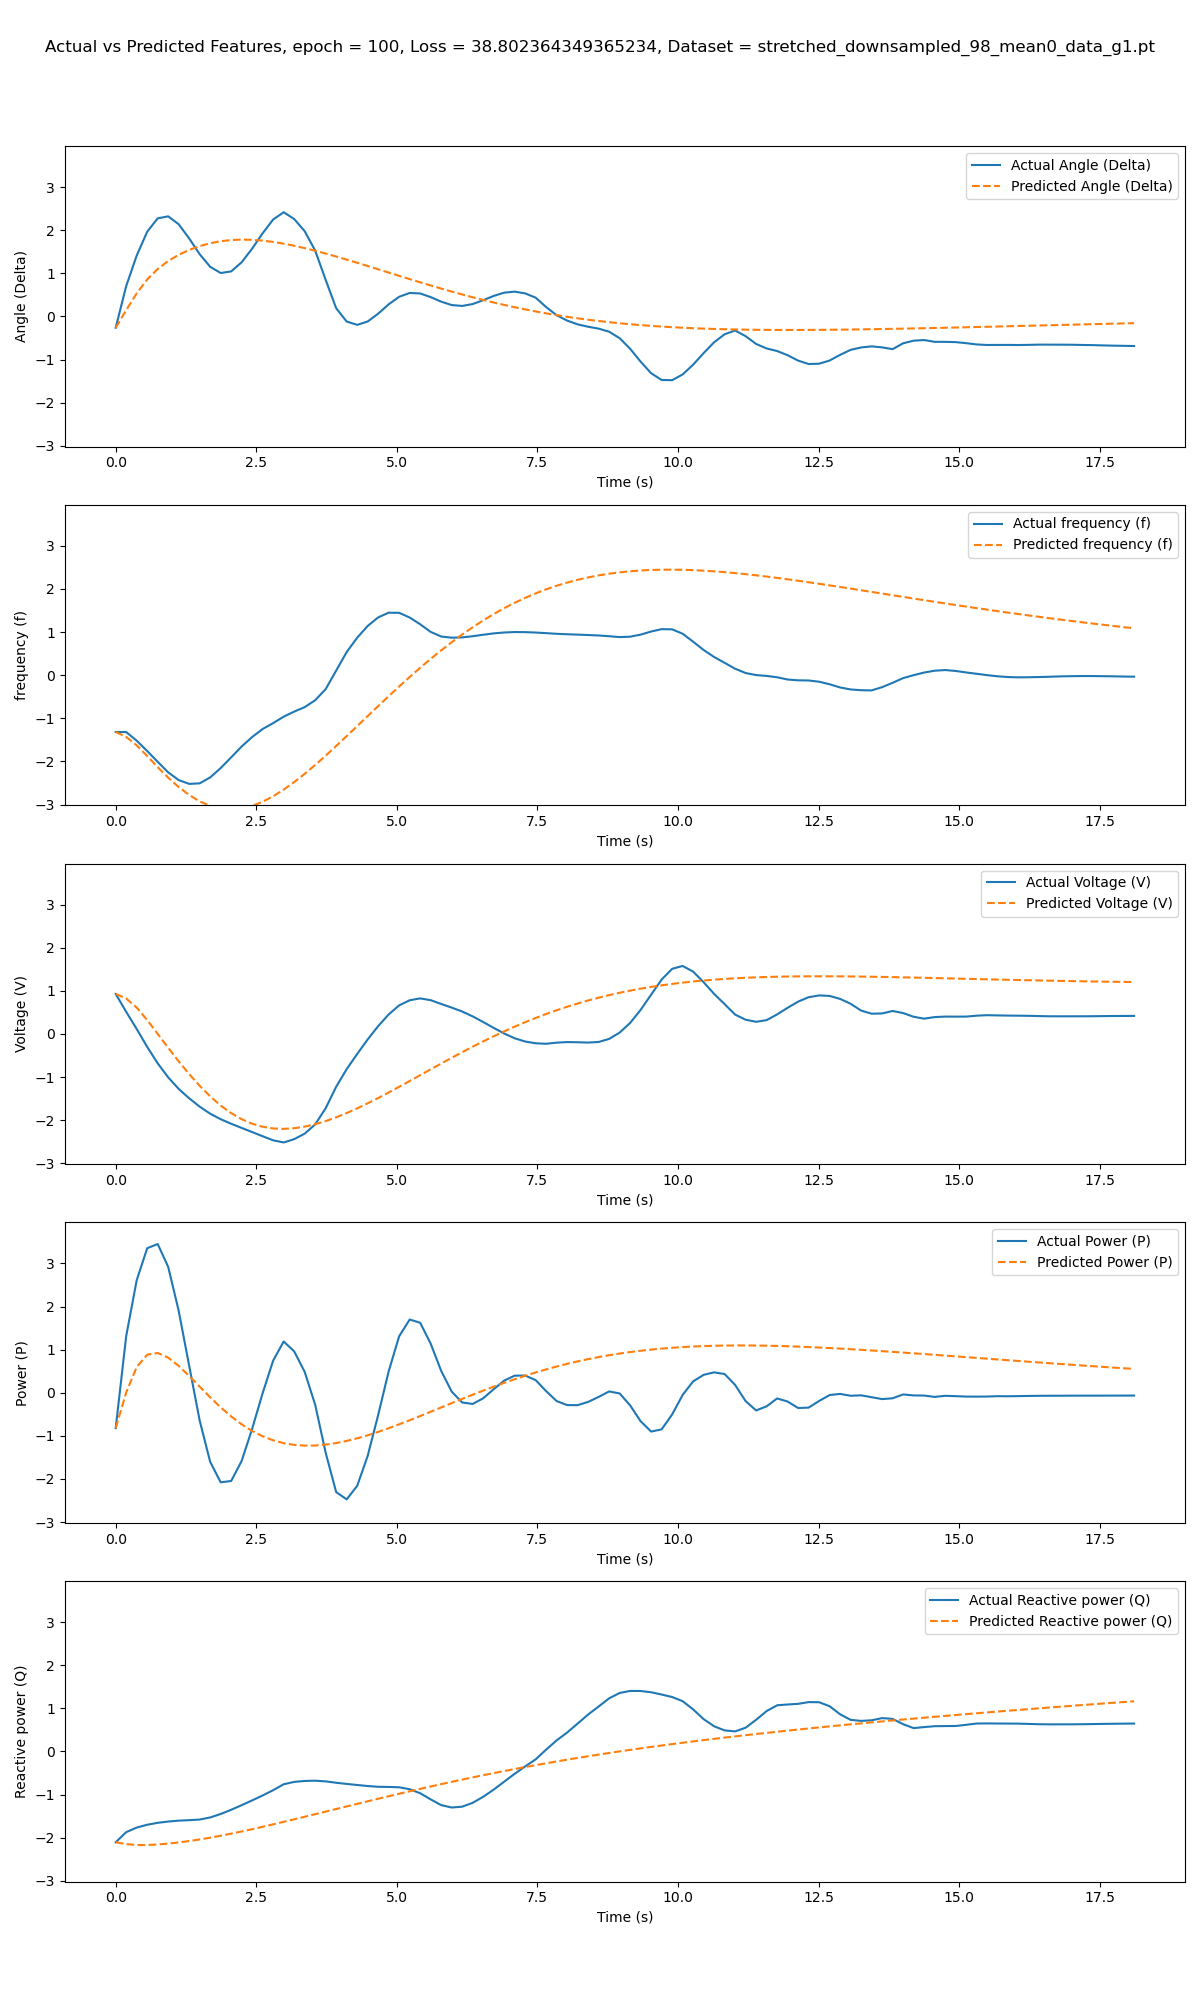 Actual vs Predicted Features, epoch = 100, Loss = 38.802364349365234, Dataset = stretched_downsampled_98_mean0_data_g1.pt
Actual Angle (Delta)
Predicted Angle (Delta)
Angle (Delta)
3
2
1
0
−1
−2
−3
0.0 2.5 5.0 7.5 10.0 12.5 15.0 17.5
Time (s)
Actual frequency (f)
Predicted frequency (f)
frequency (f)
3
2
1
0
−1
−2
−3
0.0 2.5 5.0 7.5 10.0 12.5 15.0 17.5
Time (s)
Actual Voltage (V)
Predicted Voltage (V)
Voltage (V)
3
2
1
0
−1
−2
−3
0.0 2.5 5.0 7.5 10.0 12.5 15.0 17.5
Time (s)
Actual Power (P)
Predicted Power (P)
Power (P)
3
2
1
0
−1
−2
−3
0.0 2.5 5.0 7.5 10.0 12.5 15.0 17.5
Time (s)
Actual Reactive power (Q)
Predicted Reactive power (Q)
Reactive power (Q)
3
2
1
0
−1
−2
−3
0.0 2.5 5.0 7.5 10.0 12.5 15.0 17.5
Time (s)